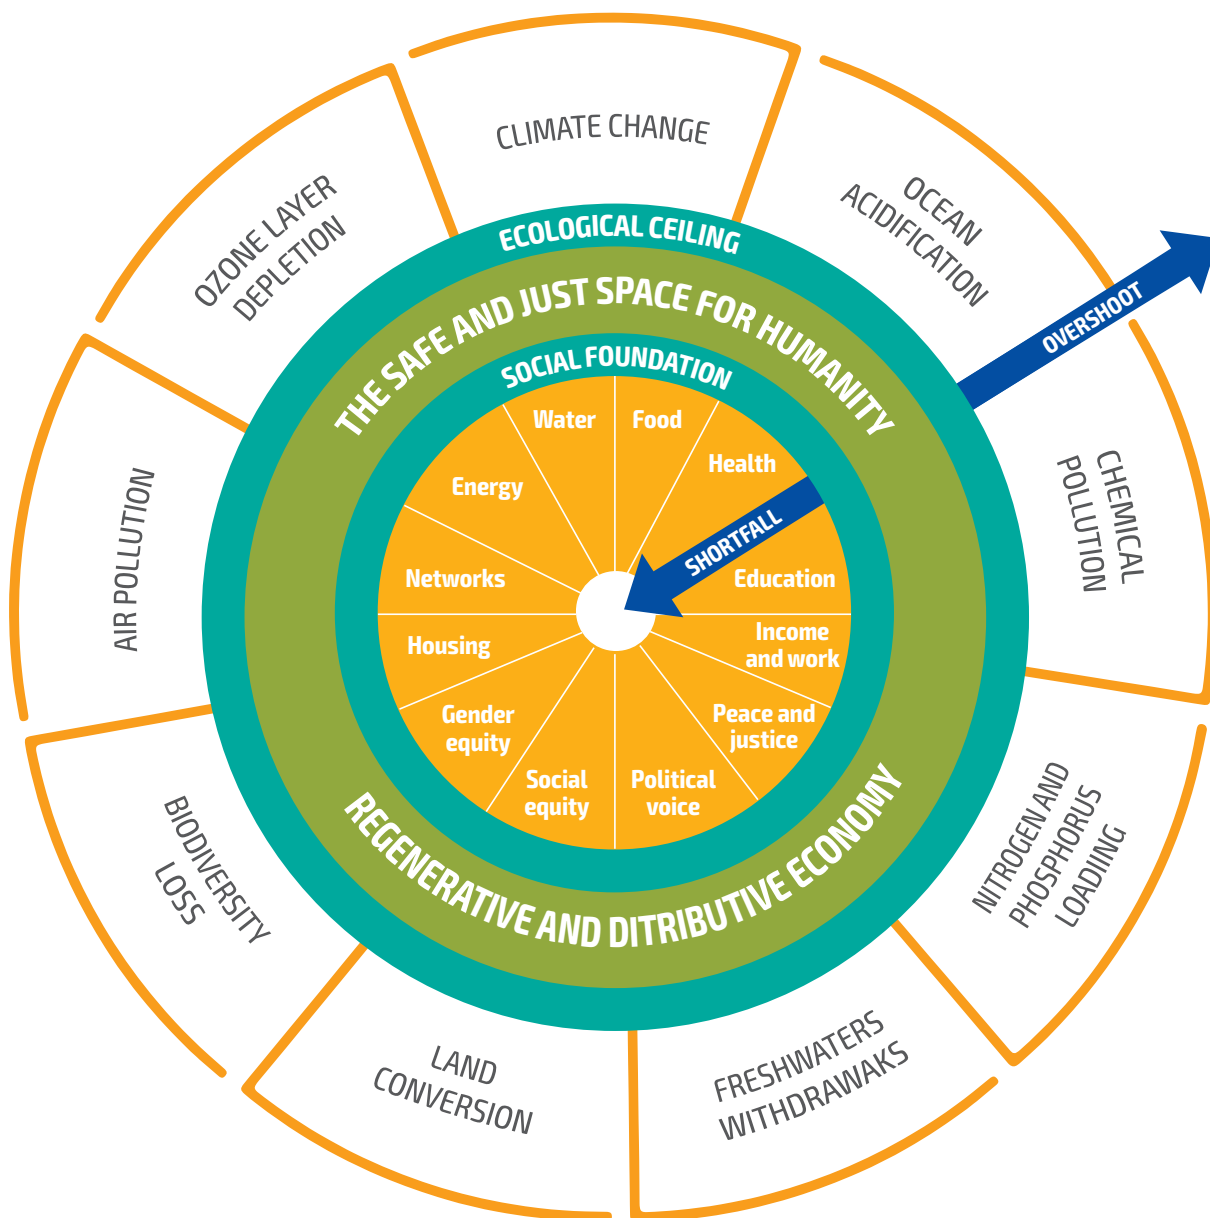 CLIMATE CHANGE
OCEAN
ACIDIFICATION
OVERSHOOT
CHEMICAL
POLLUTION
NITROGEN AND
PHOSPHORUS
LOADIING
FRESHWATERS
WITHDRAWAKS
LAND
CONVERSION
BIODIVERSITY
LOSS
AIR POLLUTION
OZONE LAYER
DEPLETION
ECOLOGICAL CEILING
THE SAFE AND JUST SPACE FOR HUMANITY
SOCIAL FOUNDATION
Water
Food
Health
SHORTFALL
Education
Income
and work
Peace and
justice
Political
voice
Social
equity
Gender
equity
Housing
Networks
Energy
REGENERATIVE AND DITRIBUTIVE ECONOMY